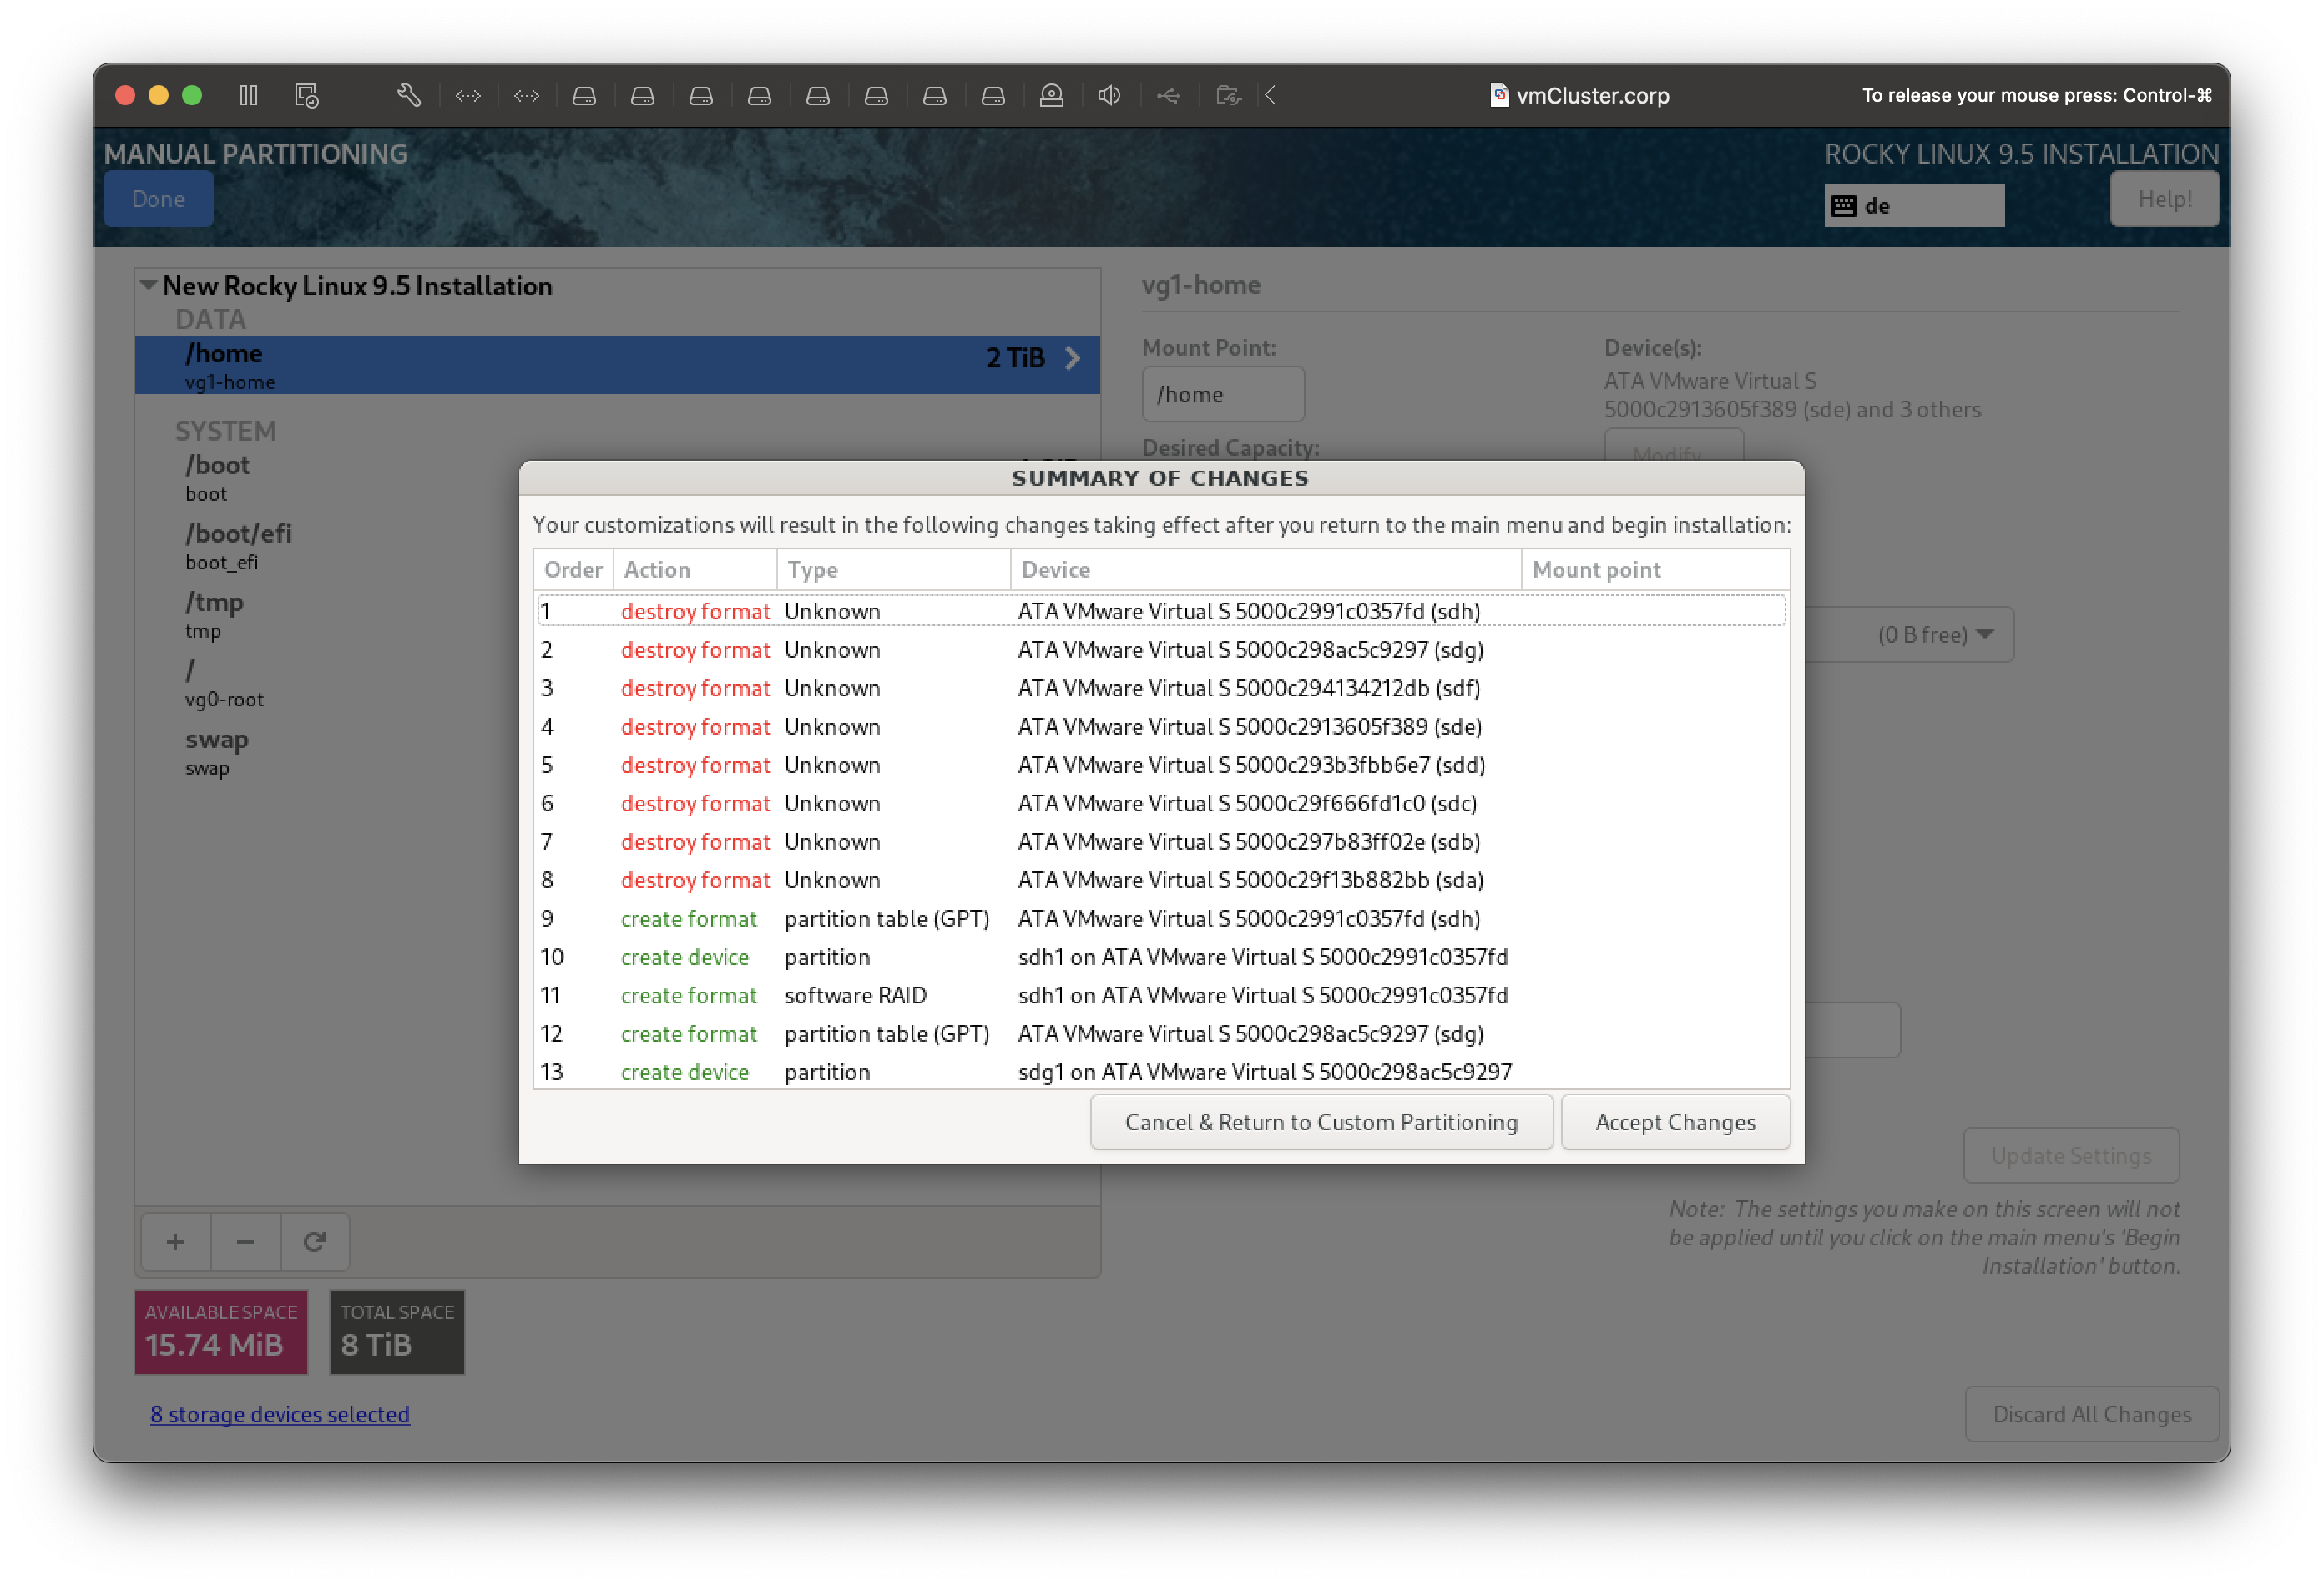 vmCluster.corp
To release your mouse press: Control-⌘
MANUAL PARTITIONING
ROCKY LINUX 9.5 INSTALLATION
Done
de
Help!
New Rocky Linux 9.5 Installation
DATA
/home
2 TiB
vg1-home
SYSTEM
/boot
boot
/boot/efi
boot_efi
/tmp
tmp
/
vg0-root
swap
swap
vg1-home
Mount Point:
/home
Device(s):
ATA VMware Virtual S
5000c2913605f389 (sde) and 3 others
Desired Capacity:
Modify...
(0 B free)
SUMMARY OF CHANGES
Your customizations will result in the following changes taking effect after you return to the main menu and begin installation:
Order Action Type Device Mount point
1 destroy format Unknown ATA VMware Virtual S 5000c2991c0357fd (sdh)
2 destroy format Unknown ATA VMware Virtual S 5000c298ac5c9297 (sdg)
3 destroy format Unknown ATA VMware Virtual S 5000c294134212db (sdf)
4 destroy format Unknown ATA VMware Virtual S 5000c2913605f389 (sde)
5 destroy format Unknown ATA VMware Virtual S 5000c293b3fbb6e7 (sdd)
6 destroy format Unknown ATA VMware Virtual S 5000c29f666fd1c0 (sdc)
7 destroy format Unknown ATA VMware Virtual S 5000c297b83ff02e (sdb)
8 destroy format Unknown ATA VMware Virtual S 5000c29f13b882bb (sda)
9 create format partition table (GPT) ATA VMware Virtual S 5000c2991c0357fd (sdh)
10 create device partition sdh1 on ATA VMware Virtual S 5000c2991c0357fd
11 create format software RAID sdh1 on ATA VMware Virtual S 5000c2991c0357fd
12 create format partition table (GPT) ATA VMware Virtual S 5000c298ac5c9297 (sdg)
13 create device partition sdg1 on ATA VMware Virtual S 5000c298ac5c9297
Cancel & Return to Custom Partitioning
Accept Changes
Update Settings
Note: The settings you make on this screen will not
be applied until you click on the main menu's 'Begin
Installation' button.
AVAILABLE SPACE
15.74 MiB
TOTAL SPACE
8 TiB
8 storage devices selected
Discard All Changes